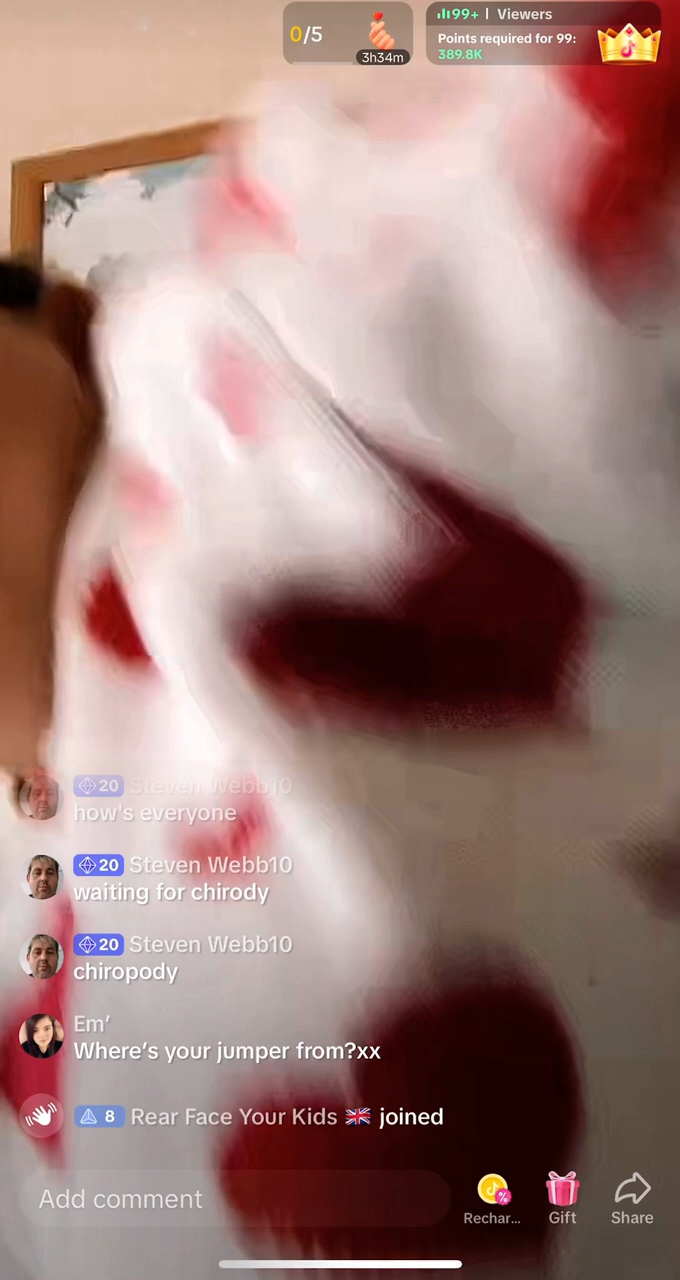 0/5
3h34m
99+ | Viewers
Points required for 99:
389.8K
20 Steven Webb10
how's everyone
20 Steven Webb10
waiting for chirody
20 Steven Webb10
chiropody
Em’
Where’s your jumper from?xx
8 Rear Face Your Kids 🇬🇧 joined
Add comment
Rechar...
Gift
Share